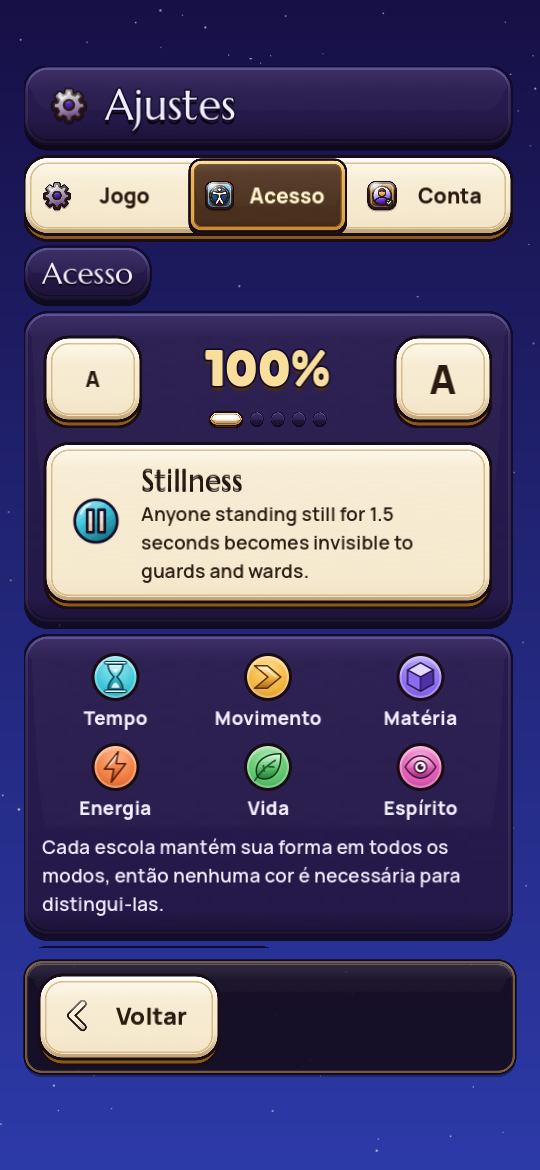 Ajustes
Jogo
Acesso
Conta
Acesso
A
100%
A
Stillness
Anyone standing still for 1.5
seconds becomes invisible to
guards and wards.
Tempo
Movimento
Matéria
Energia
Vida
Espírito
Cada escola mantém sua forma em todos os
modos, então nenhuma cor é necessária para
distingui-las.
Voltar